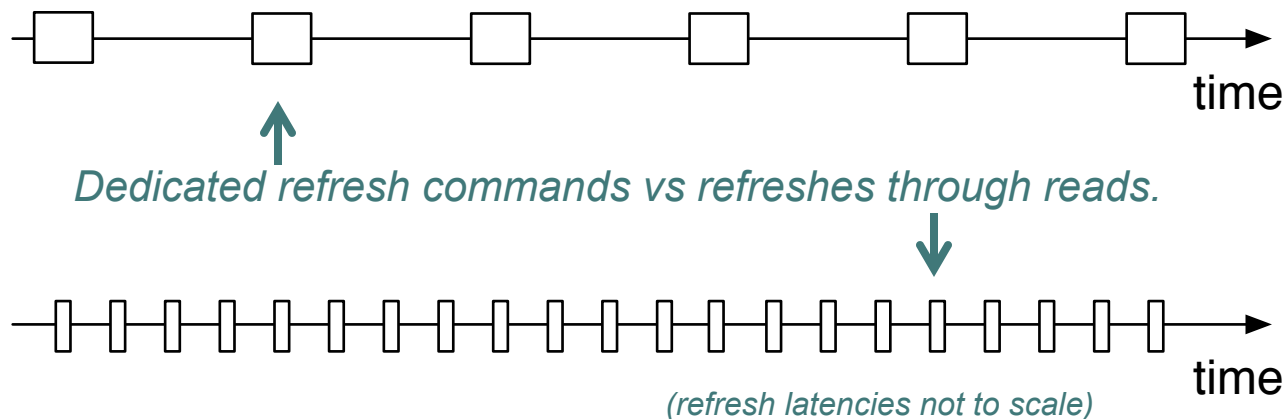 time
Dedicated refresh commands vs refreshes through reads.
time
(refresh latencies not to scale)